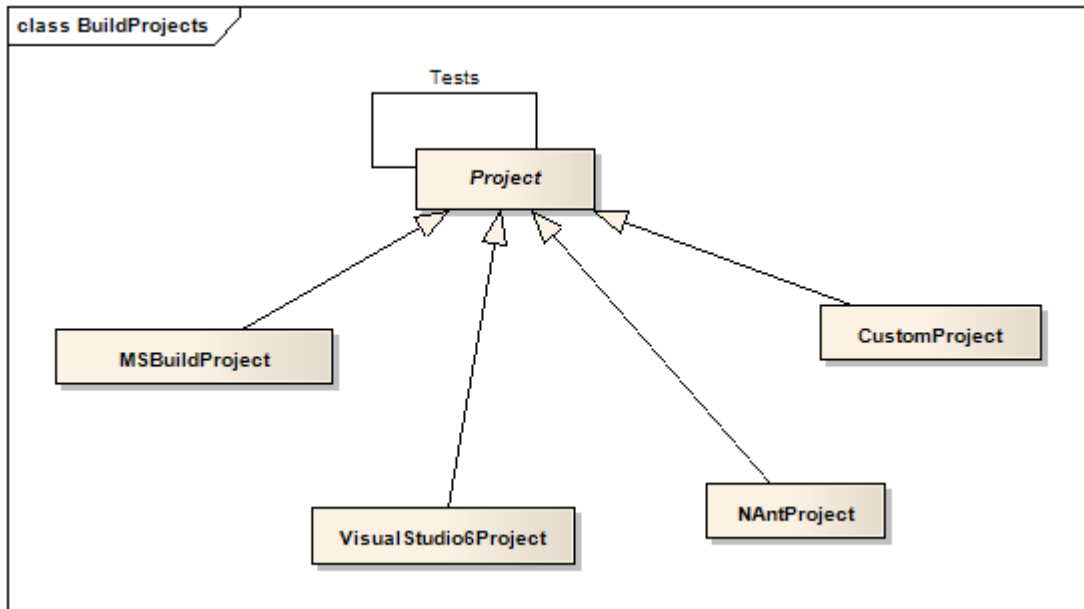 class BuildProjects
Tests
Project
MSBuildProject
CustomProject
VisualStudio6Project
NAntProject